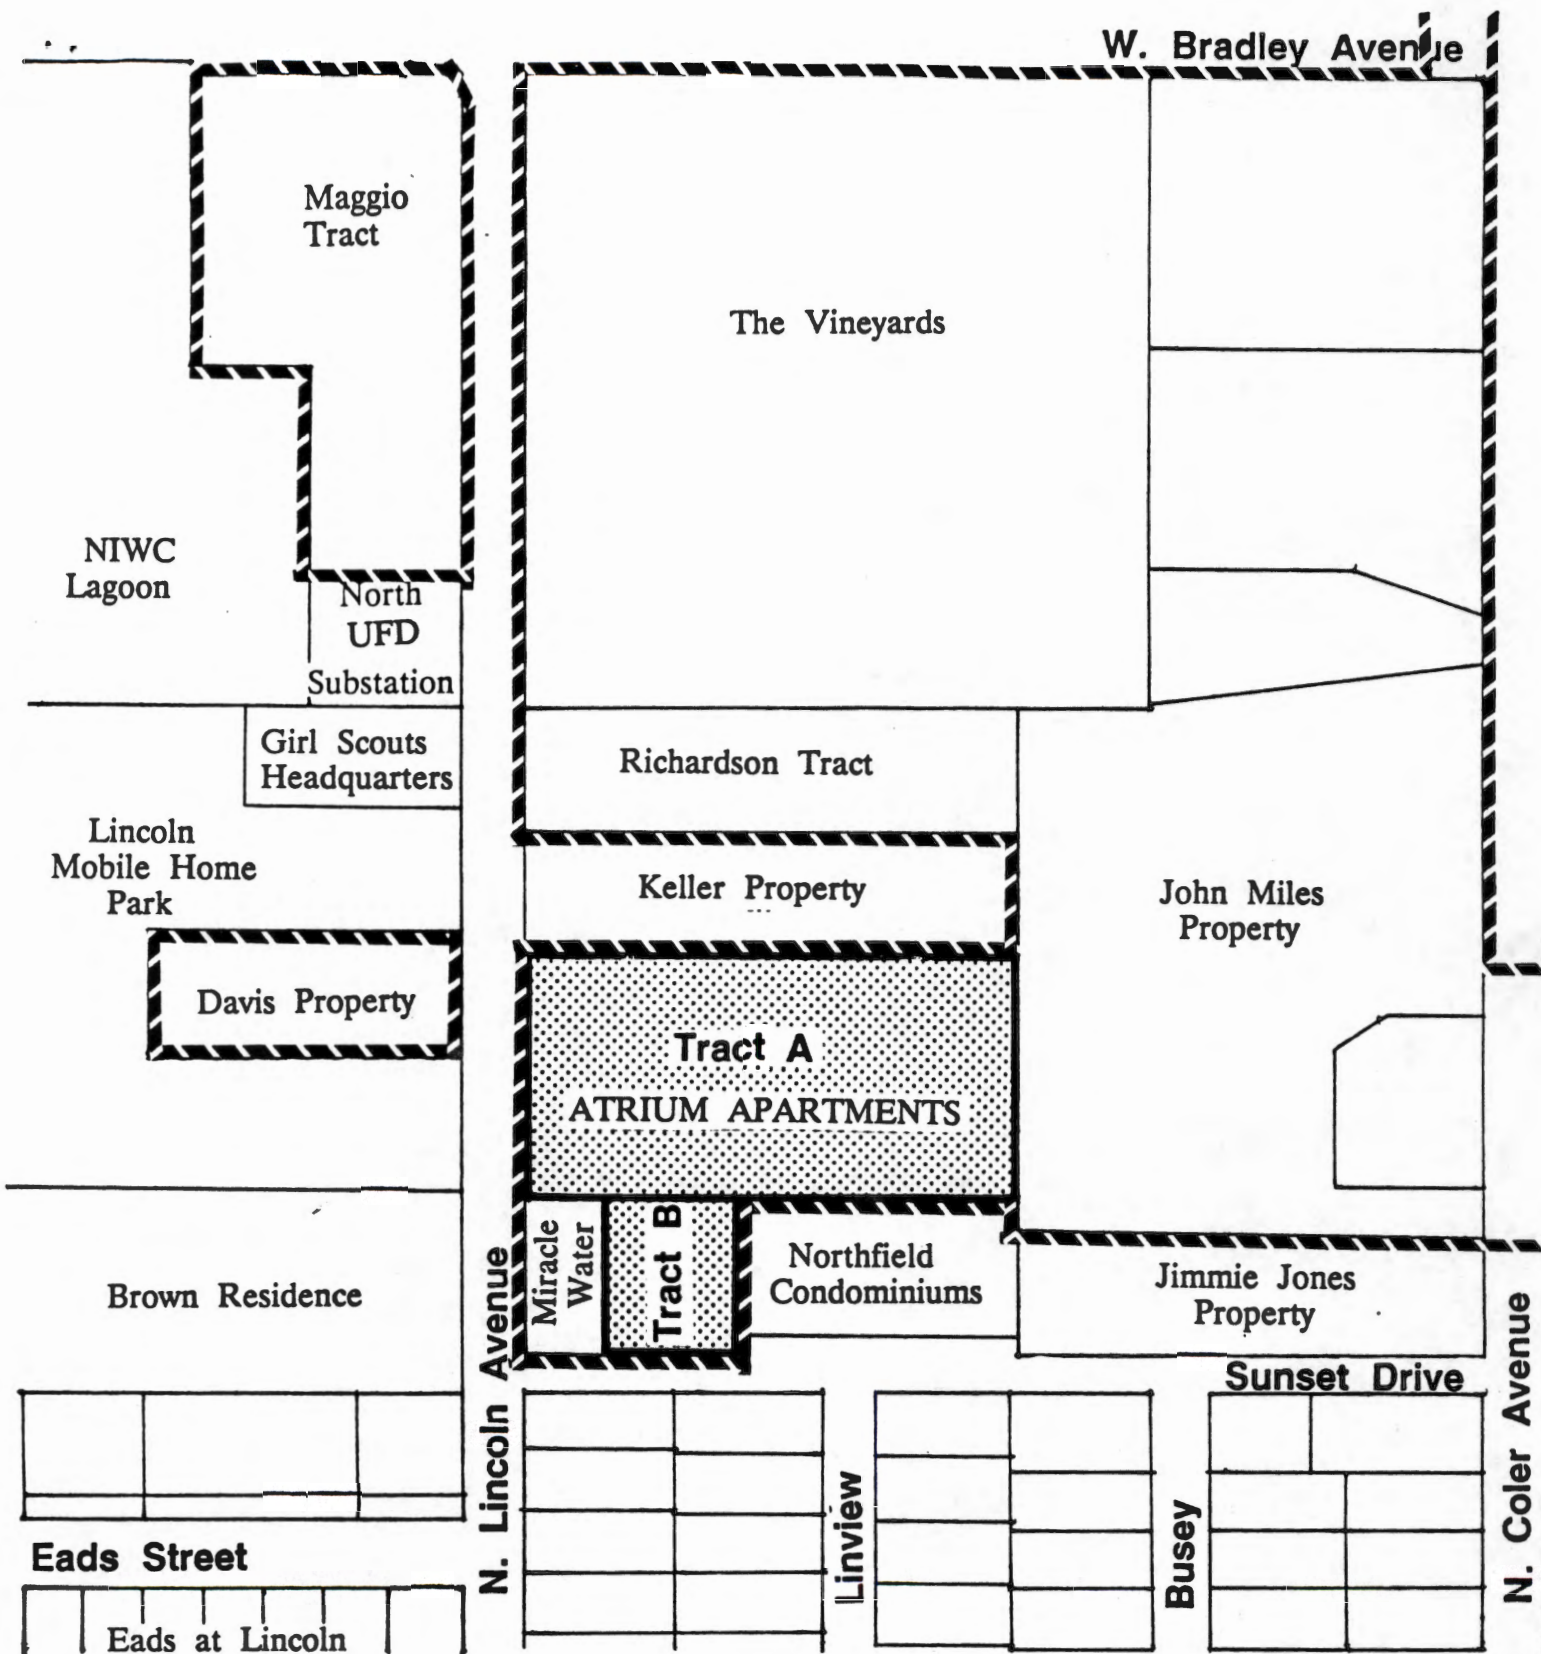 W. Bradley Avenue
Maggio
Tract
The Vineyards
NIWC
Lagoon
North
UFD
Substation
Girl Scouts
Headquarters
Richardson Tract
Lincoln
Mobile Home
Park
Keller Property
John Miles
Property
Davis Property
Tract A
ATRIUM APARTMENTS
Miracle
Water
Tract B
Northfield
Condominiums
Jimmie Jones
Property
Brown Residence
Sunset Drive
N. Lincoln Avenue
Linview
Busey
N. Coler Avenue
Eads Street
Eads at Lincoln